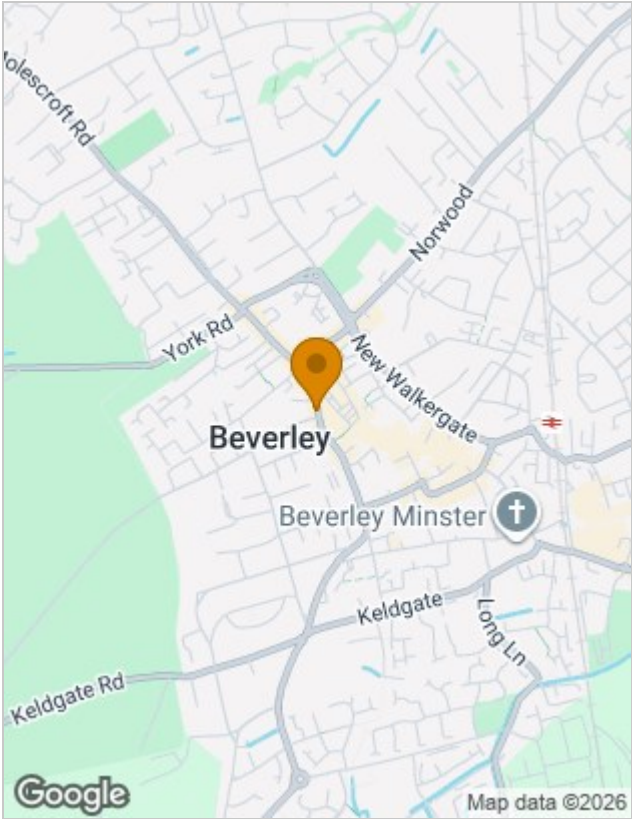 Molescroft Rd
Norwood
York Rd
New Walkergate
Beverley
Beverley Minster
Keldgate
Long Ln
Keldgate Rd
Google
Map data ©2026